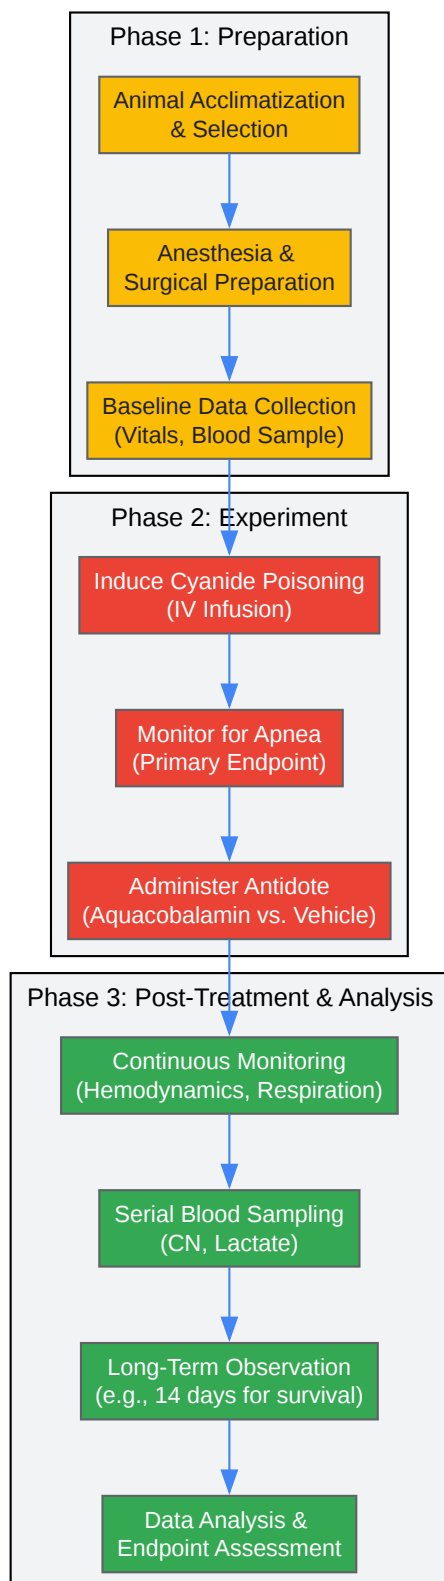 Phase 1: Preparation
Animal Acclimatization
& Selection
Anesthesia &
Surgical Preparation
Baseline Data Collection
(Vitals, Blood Sample)
Phase 2: Experiment
Induce Cyanide Poisoning
(IV Infusion)
Monitor for Apnea
(Primary Endpoint)
Administer Antidote
(Aquacobalamin vs. Vehicle)
Phase 3: Post-Treatment & Analysis
Continuous Monitoring
(Hemodynamics, Respiration)
Serial Blood Sampling
(CN, Lactate)
Long-Term Observation
(e.g., 14 days for survival)
Data Analysis &
Endpoint Assessment